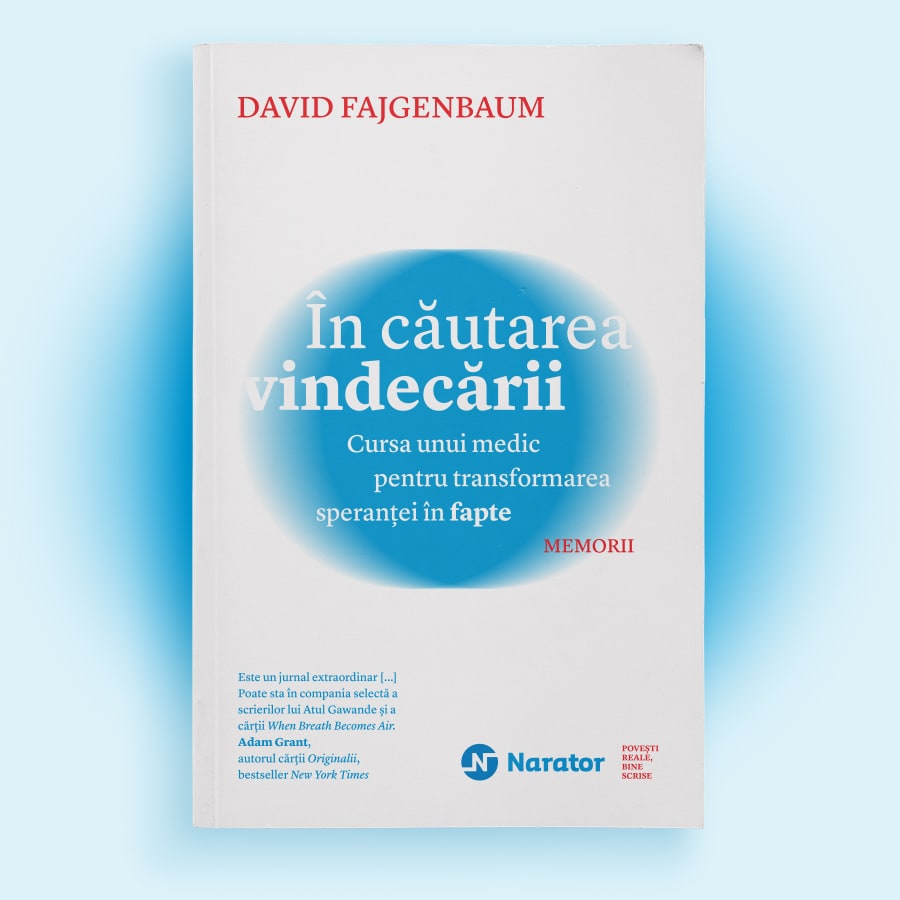 DAVID FAJGENBAUM
În căutarea
vindecării
Cursa unui medic
pentru transformarea
speranței în fapte
MEMORII
Este un jurnal extraordinar [...]
Poate sta în compania selectă a
scrierilor lui Atul Gawande și a
cărții When Breath Becomes Air.
Adam Grant,
autorul cărții Originalii,
bestseller New York Times
N Narator
POVEȘTI
REALE,
BINE
SCRISE